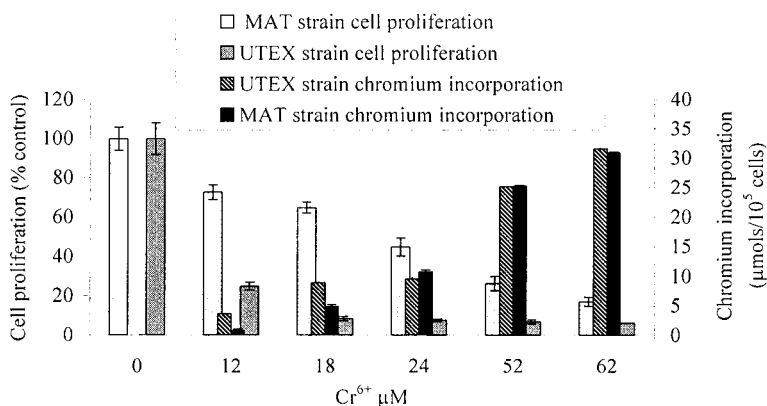 MAT strain cell proliferation
UTEX strain cell proliferation
UTEX strain chromium incorporation
MAT strain chromium incorporation
Cell proliferation (% control)
120
100
80
60
40
20
0
0
12
18
24
52
62
Cr6+ μM
40
35
30
25
20
15
10
5
0
Chromium incorporation
(μmols/10⁵ cells)